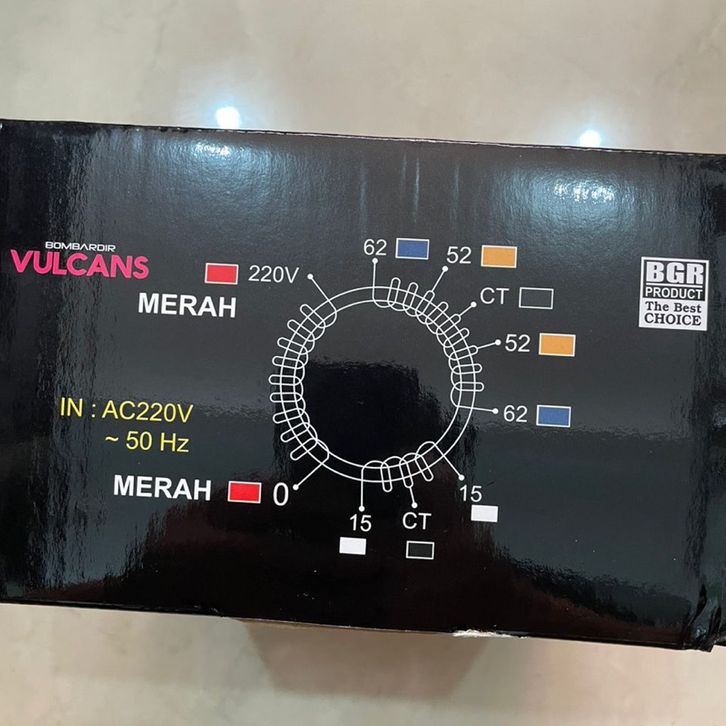 BOMBARDIR
VULCANS
220V
MERAH
62
52
CT
52
62
BGR
PRODUCT
The Best
CHOICE
IN : AC220V
~ 50 Hz
MERAH
0
15
CT
15